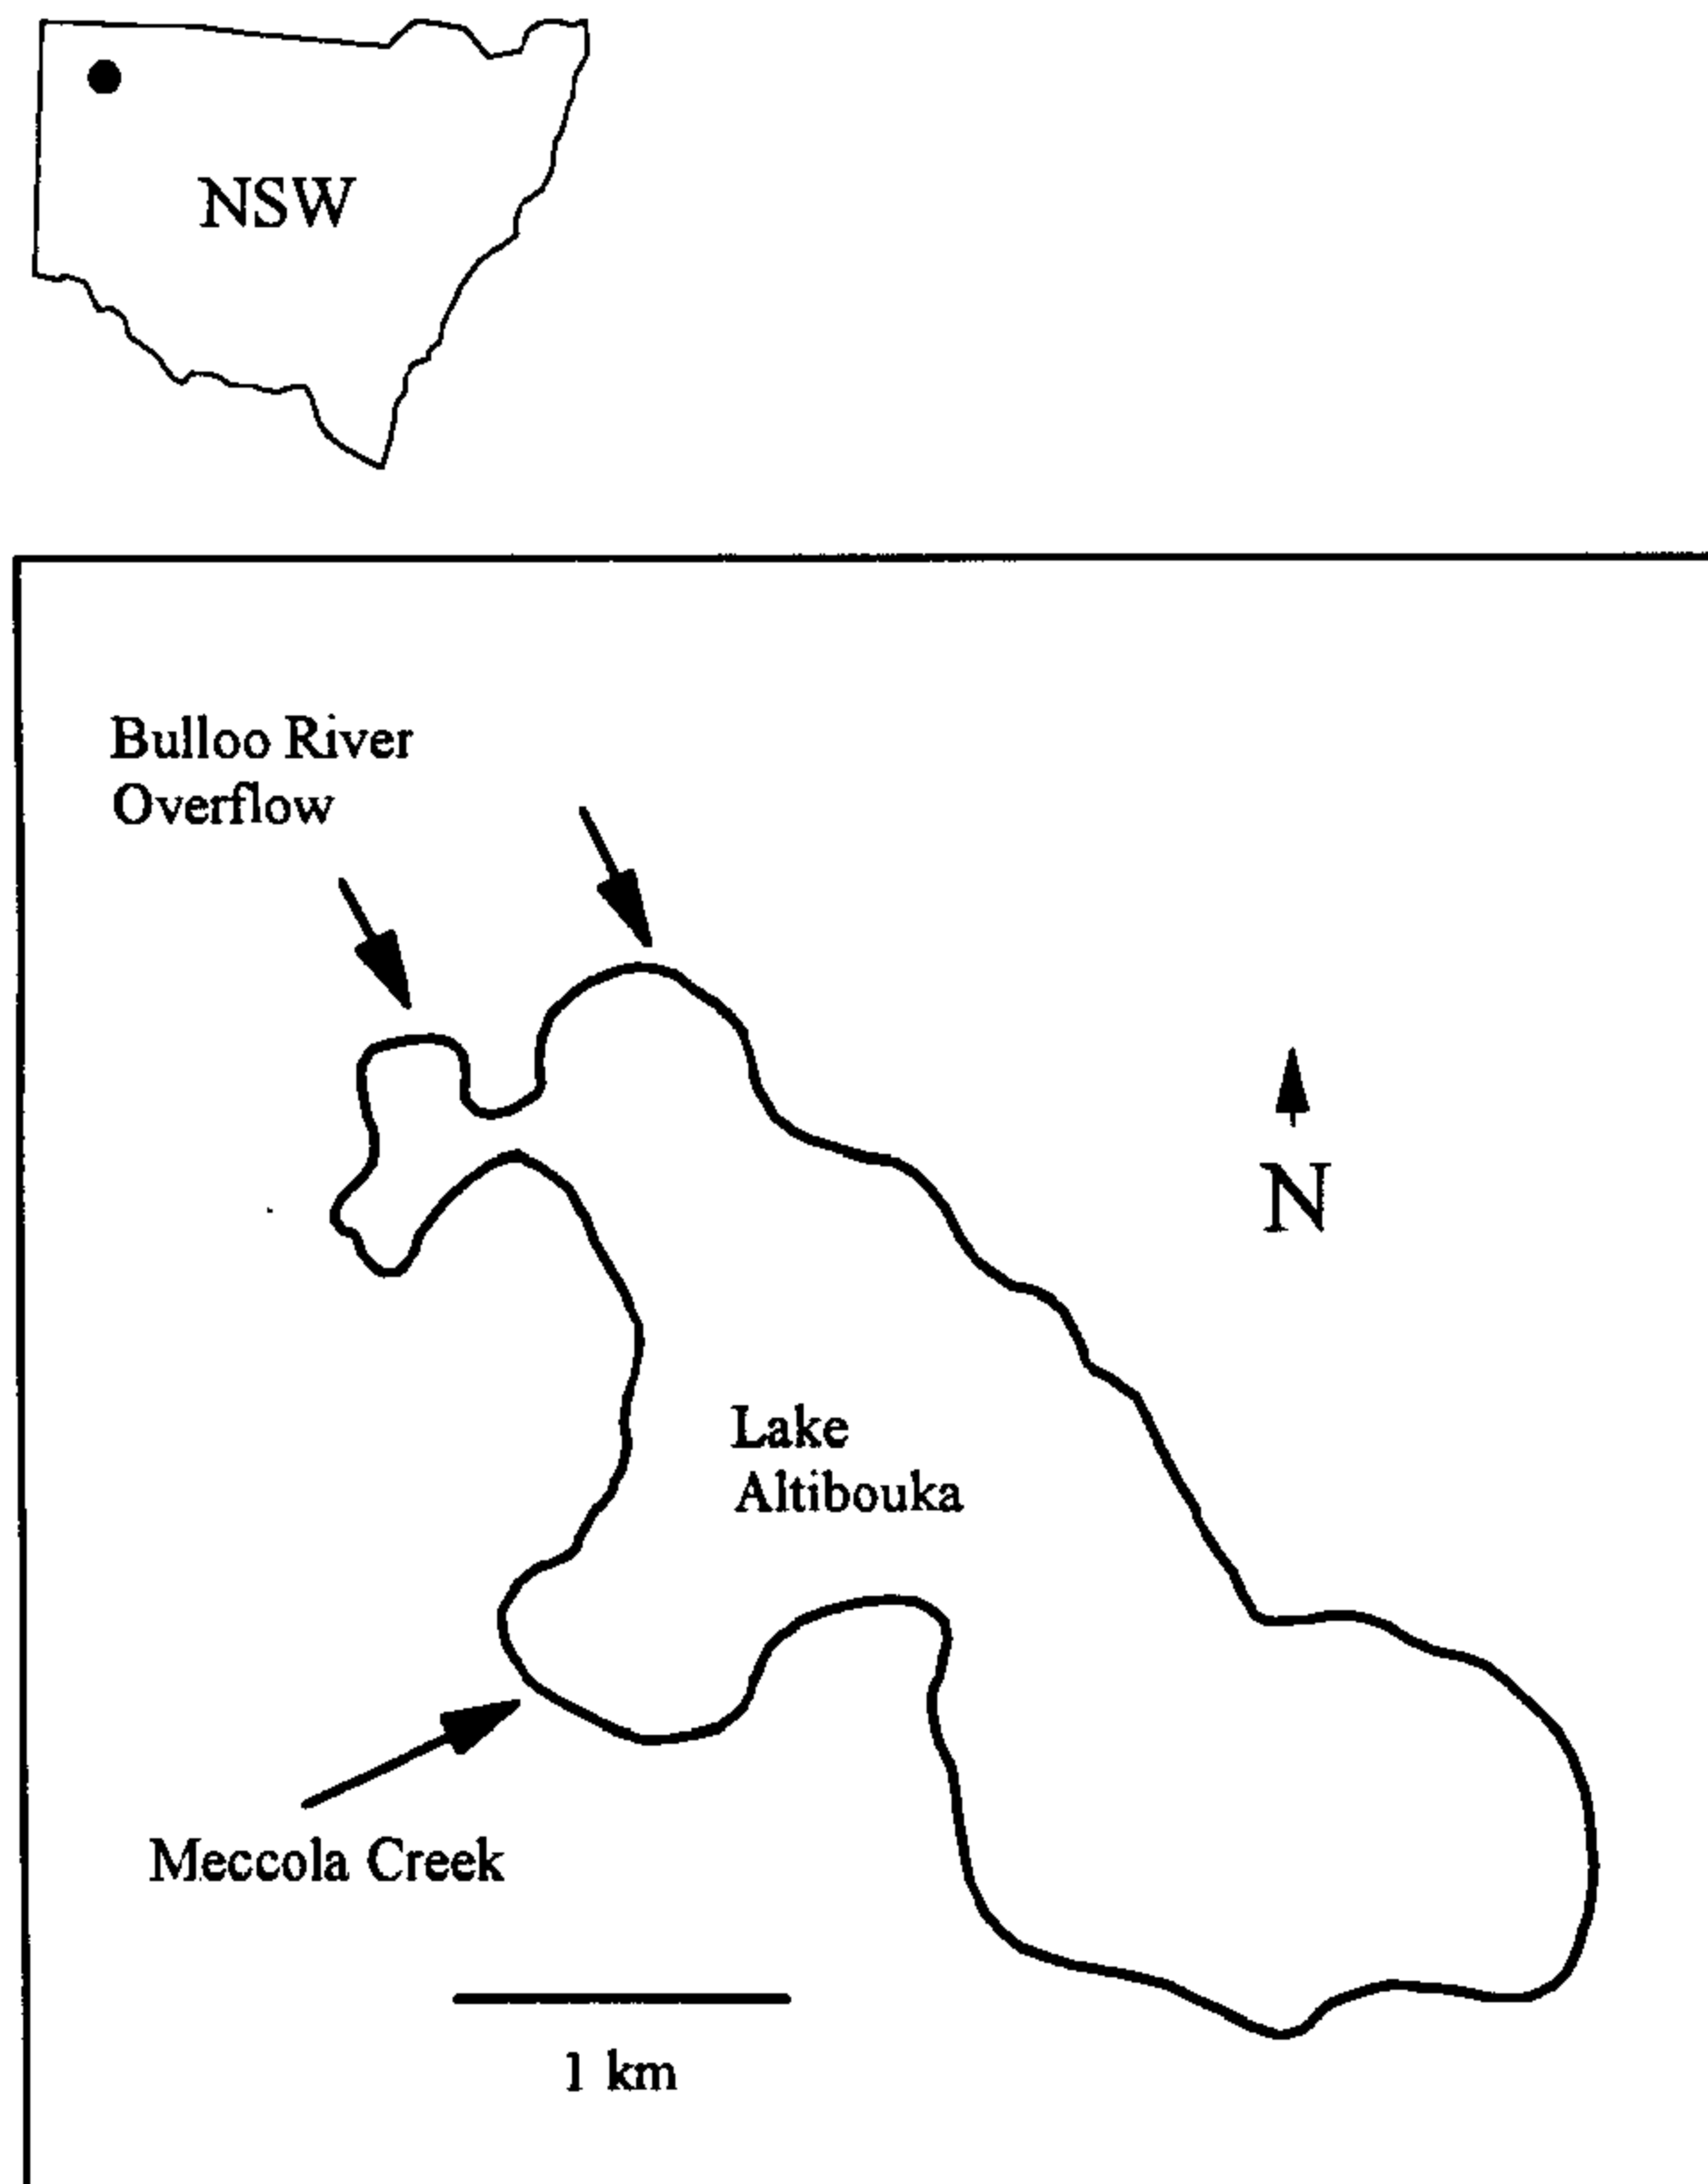 NSW
Bulloo River
Overflow
N
Lake
Altibouka
Meccola Creek
1 km